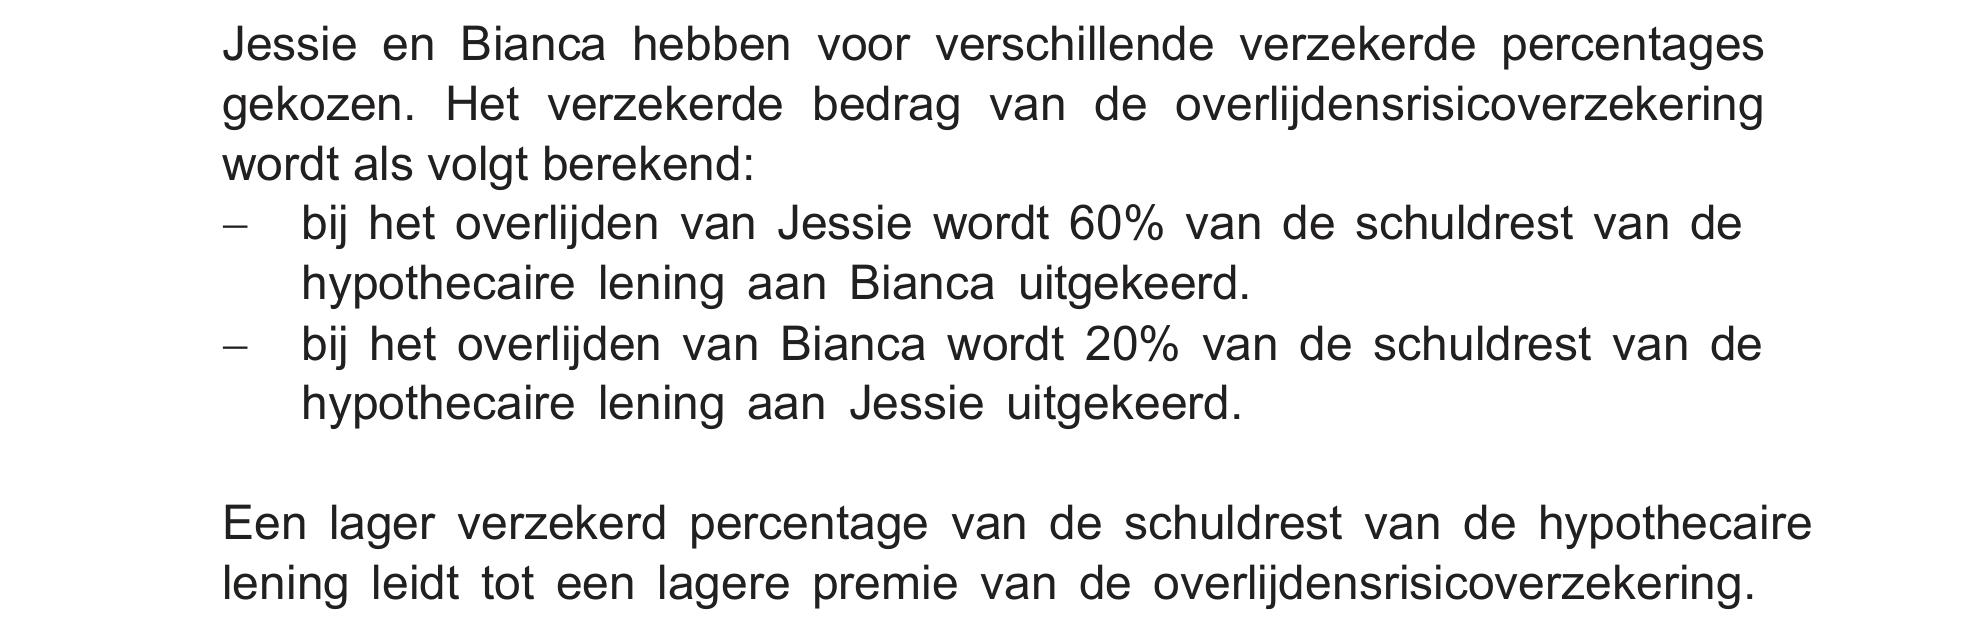 Jessie en Bianca hebben voor verschillende verzekerde percentages
gekozen. Het verzekerde bedrag van de overlijdensrisicoverzekering
wordt als volgt berekend:
– bij het overlijden van Jessie wordt 60% van de schuldrest van de
hypothecaire lening aan Bianca uitgekeerd.
– bij het overlijden van Bianca wordt 20% van de schuldrest van de
hypothecaire lening aan Jessie uitgekeerd.
Een lager verzekerd percentage van de schuldrest van de hypothecaire
lening leidt tot een lagere premie van de overlijdensrisicoverzekering.